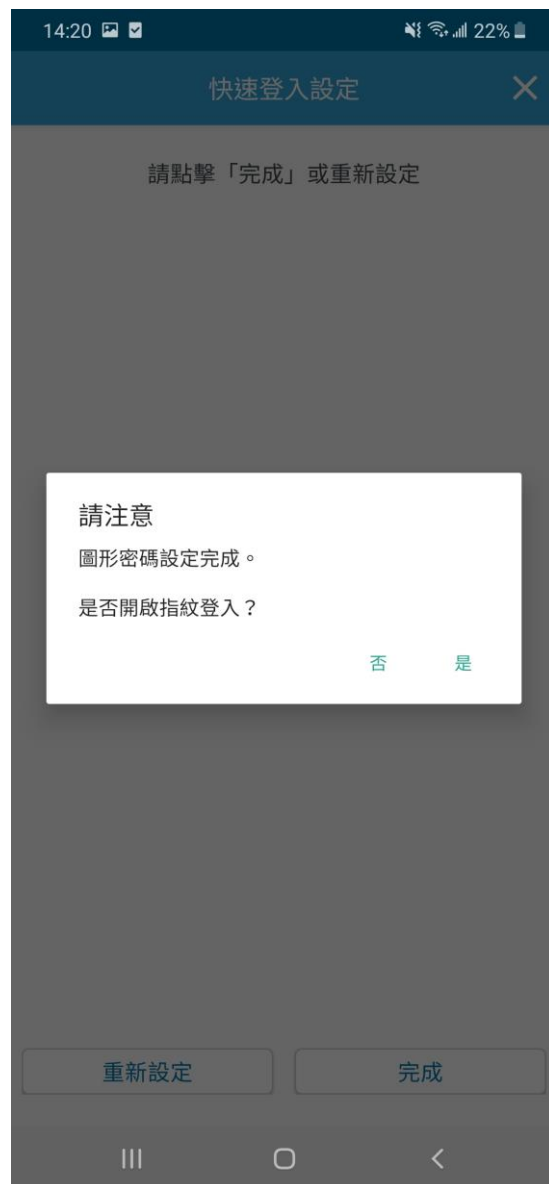 14:20
22%
快速登入設定
請點擊「完成」或重新設定
請注意
圖形密碼設定完成。
是否開啟指紋登入？
否 是
重新設定 完成